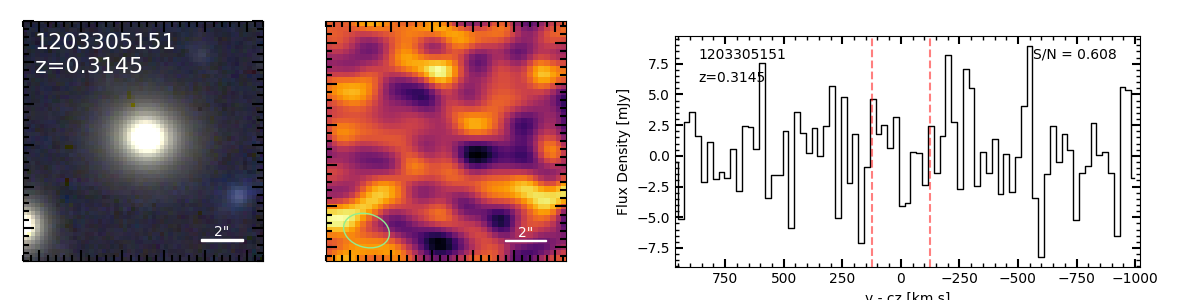 1203305151
z=0.3145
2"
2"
1203305151
S/N = 0.608
z=0.3145
Flux Density [mJy]
7.5
5.0
2.5
0.0
−2.5
−5.0
−7.5
750 500 250 0 −250 −500 −750 −1000
v - cz [km s]